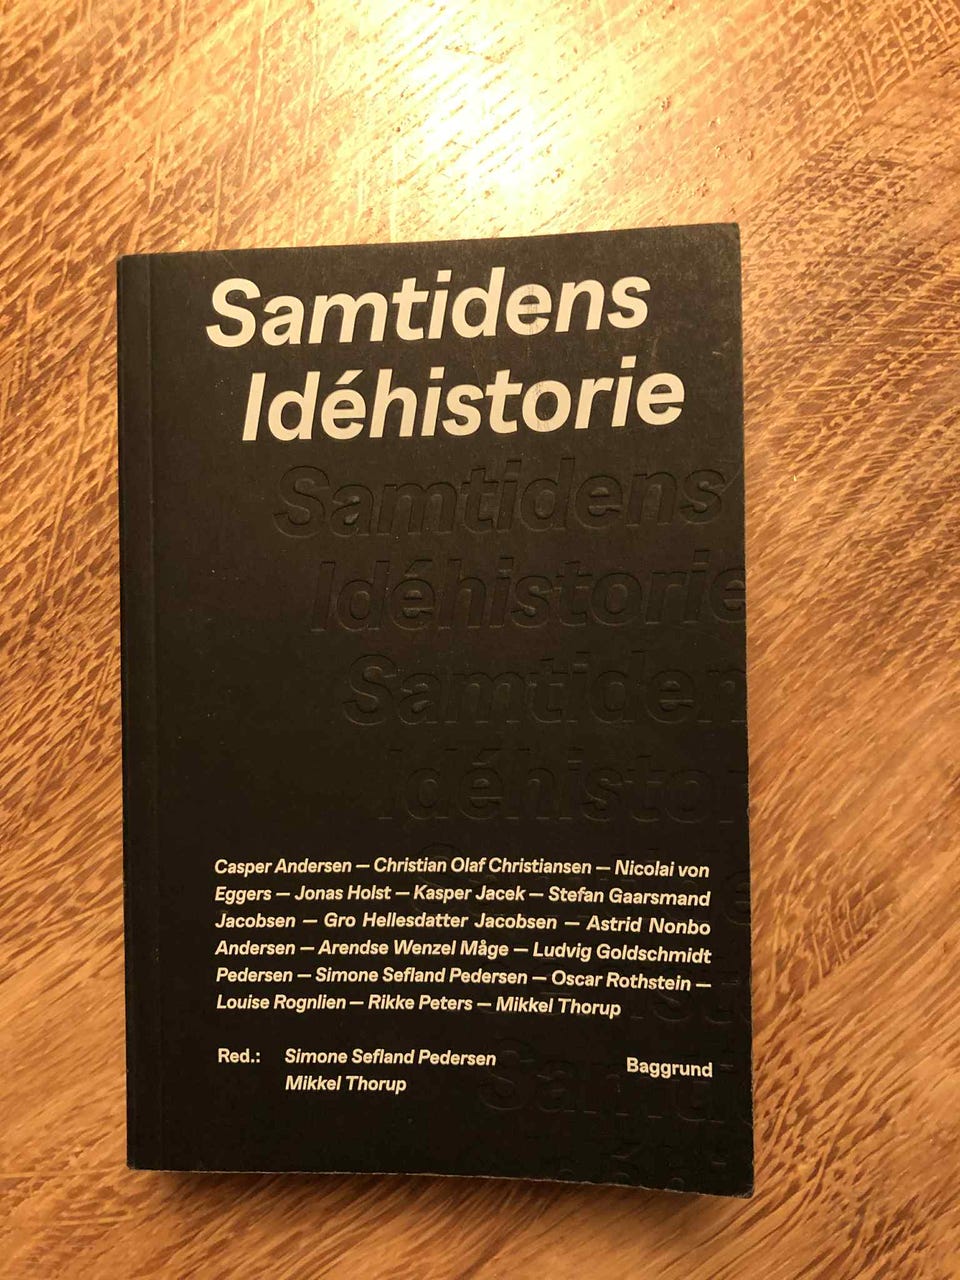 Samtidens
Idéhistorie
Samtidens
Idéhistorie
Samtiden
Idéhistor
Casper Andersen — Christian Olaf Christiansen — Nicolai von
Eggers — Jonas Holst — Kasper Jacek — Stefan Gaarsmand
Jacobsen — Gro Hellesdatter Jacobsen — Astrid Nonbo
Andersen — Arendse Wenzel Måge — Ludvig Goldschmidt
Pedersen — Simone Sefland Pedersen — Oscar Rothstein —
Louise Rognlien — Rikke Peters — Mikkel Thorup
Red.: Simone Sefland Pedersen
Mikkel Thorup
Baggrund